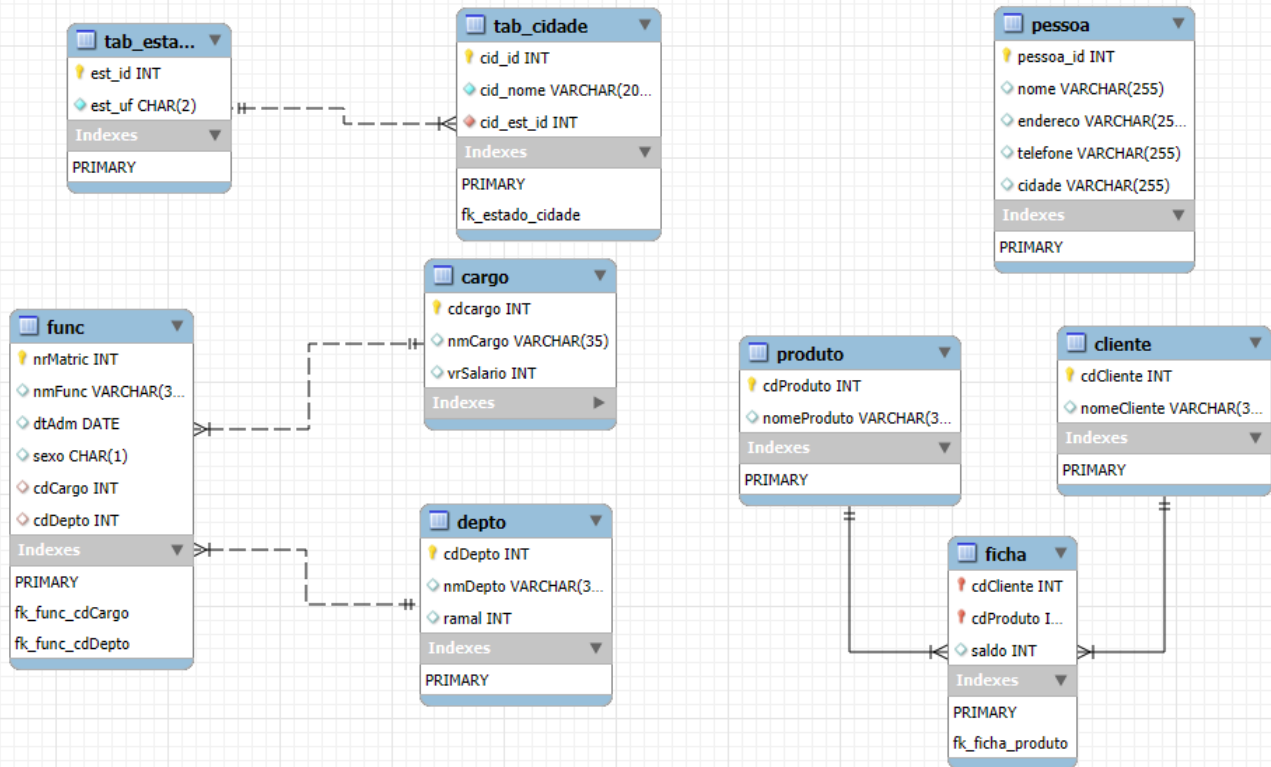 tab_esta...
est_id INT
est_uf CHAR(2)
Indexes
PRIMARY
tab_cidade
cid_id INT
cid_nome VARCHAR(20...
cid_est_id INT
Indexes
PRIMARY
fk_estado_cidade
pessoa
pessoa_id INT
nome VARCHAR(255)
endereco VARCHAR(25...
telefone VARCHAR(255)
cidade VARCHAR(255)
Indexes
PRIMARY
func
nrMatric INT
nmFunc VARCHAR(3...
dtAdm DATE
sexo CHAR(1)
cdCargo INT
cdDepto INT
Indexes
PRIMARY
fk_func_cdCargo
fk_func_cdDepto
cargo
cdcargo INT
nmCargo VARCHAR(35)
vrSalario INT
Indexes
depto
cdDepto INT
nmDepto VARCHAR(3...
ramal INT
Indexes
PRIMARY
produto
cdProduto INT
nomeProduto VARCHAR(3...
Indexes
PRIMARY
cliente
cdCliente INT
nomeCliente VARCHAR(3...
Indexes
PRIMARY
ficha
cdCliente INT
cdProduto I...
saldo INT
Indexes
PRIMARY
fk_ficha_produto